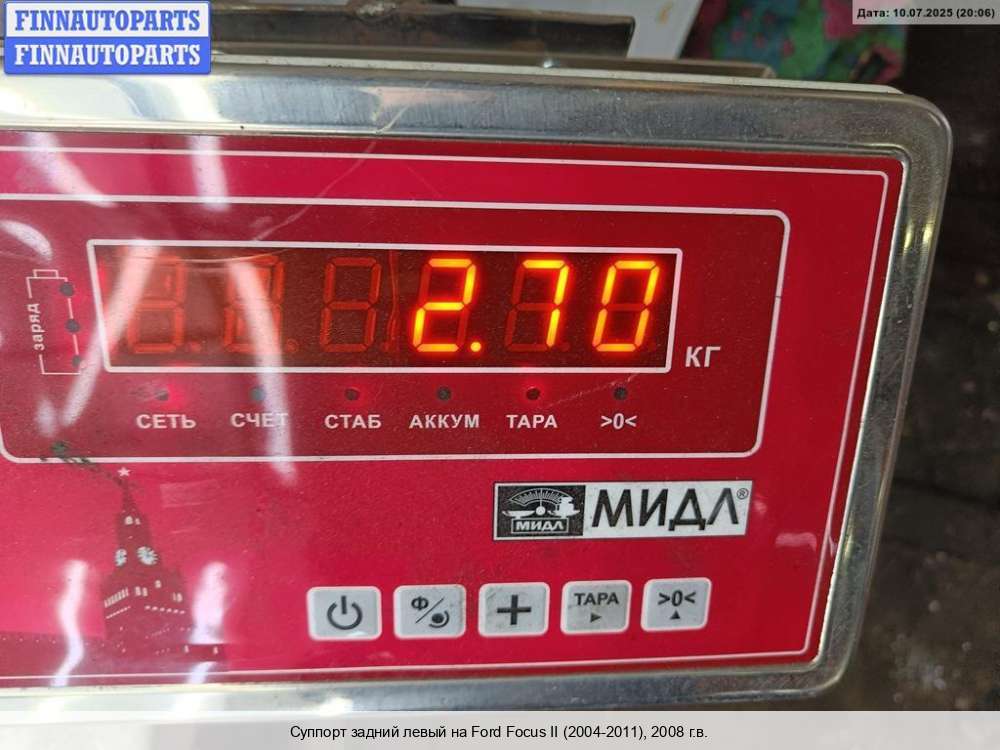 FINNAUTOPARTS
FINNAUTOPARTS
Дата: 10.07.2025 (20:06)
заряд
2.70
КГ
СЕТЬ СЧЕТ СТАБ АККУМ ТАРА >0<
МИДЛ МИДЛ®
Ф ТАРА >0<
Суппорт задний левый на Ford Focus II (2004-2011), 2008 г.в.